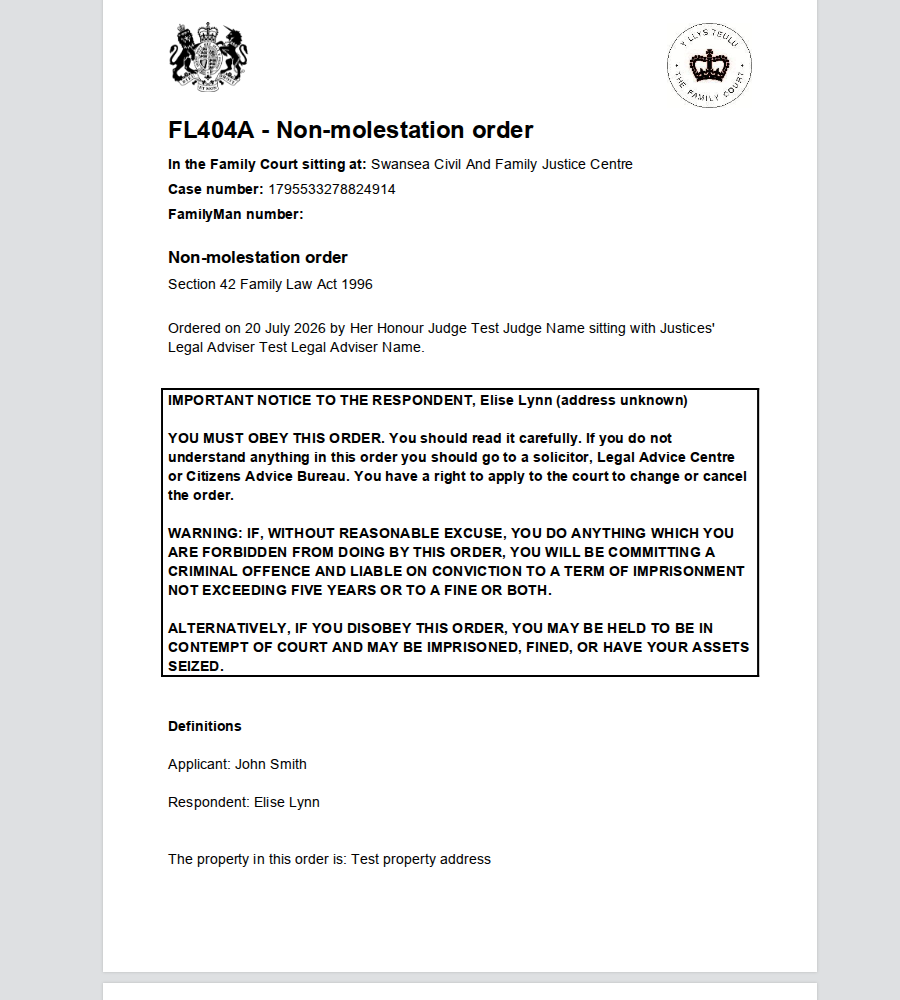 Y LLYS TEULU
THE FAMILY COURT
FL404A - Non-molestation order
In the Family Court sitting at: Swansea Civil And Family Justice Centre
Case number: 1795533278824914
FamilyMan number:
Non-molestation order
Section 42 Family Law Act 1996
Ordered on 20 July 2026 by Her Honour Judge Test Judge Name sitting with Justices'
Legal Adviser Test Legal Adviser Name.
IMPORTANT NOTICE TO THE RESPONDENT, Elise Lynn (address unknown)
YOU MUST OBEY THIS ORDER. You should read it carefully. If you do not
understand anything in this order you should go to a solicitor, Legal Advice Centre
or Citizens Advice Bureau. You have a right to apply to the court to change or cancel
the order.
WARNING: IF, WITHOUT REASONABLE EXCUSE, YOU DO ANYTHING WHICH YOU
ARE FORBIDDEN FROM DOING BY THIS ORDER, YOU WILL BE COMMITTING A
CRIMINAL OFFENCE AND LIABLE ON CONVICTION TO A TERM OF IMPRISONMENT
NOT EXCEEDING FIVE YEARS OR TO A FINE OR BOTH.
ALTERNATIVELY, IF YOU DISOBEY THIS ORDER, YOU MAY BE HELD TO BE IN
CONTEMPT OF COURT AND MAY BE IMPRISONED, FINED, OR HAVE YOUR ASSETS
SEIZED.
Definitions
Applicant: John Smith
Respondent: Elise Lynn
The property in this order is: Test property address